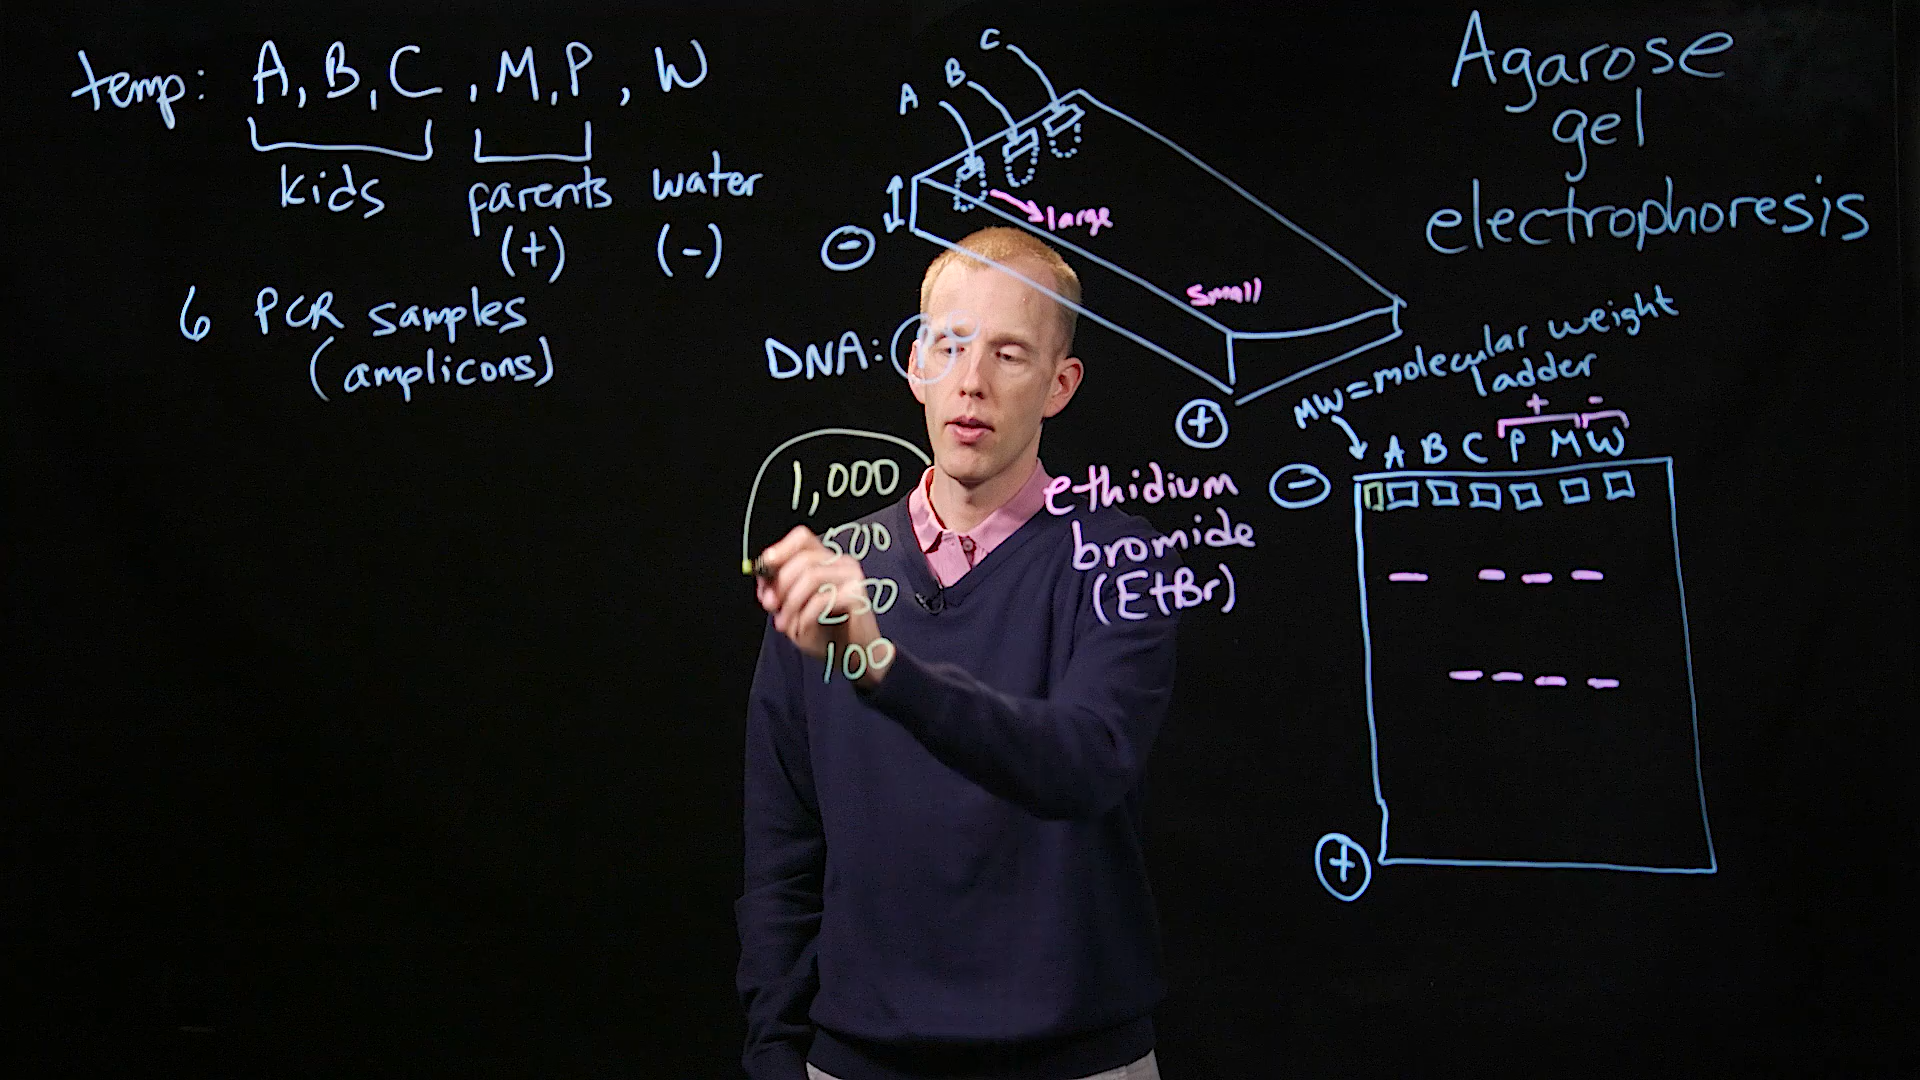 temp: A, B, C, M, P, W
kids parents water
(+) (-)
6 PCR samples
(amplicons)
A B C
large
small
-
+
DNA:
1,000
500
250
100
ethidium
bromide
(EtBr)
Agarose
gel
electrophoresis
MW = molecular weight
ladder
+ -
A B C P M W
-
+